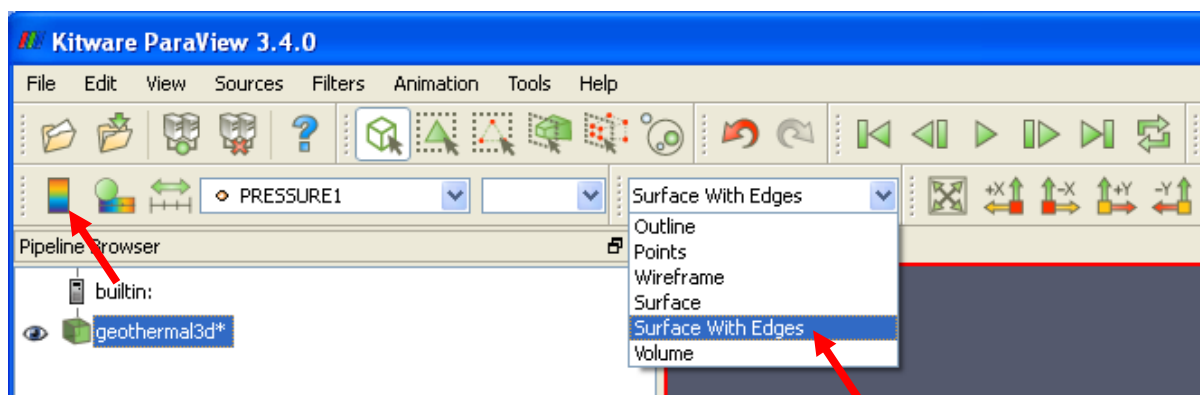 Kitware ParaView 3.4.0
File Edit View Sources Filters Animation Tools Help
?
+X -X +Y -Y
PRESSURE1
Surface With Edges
Pipeline Browser
Outline
Points
Wireframe
Surface
Surface With Edges
Volume
builtin:
geothermal3d*